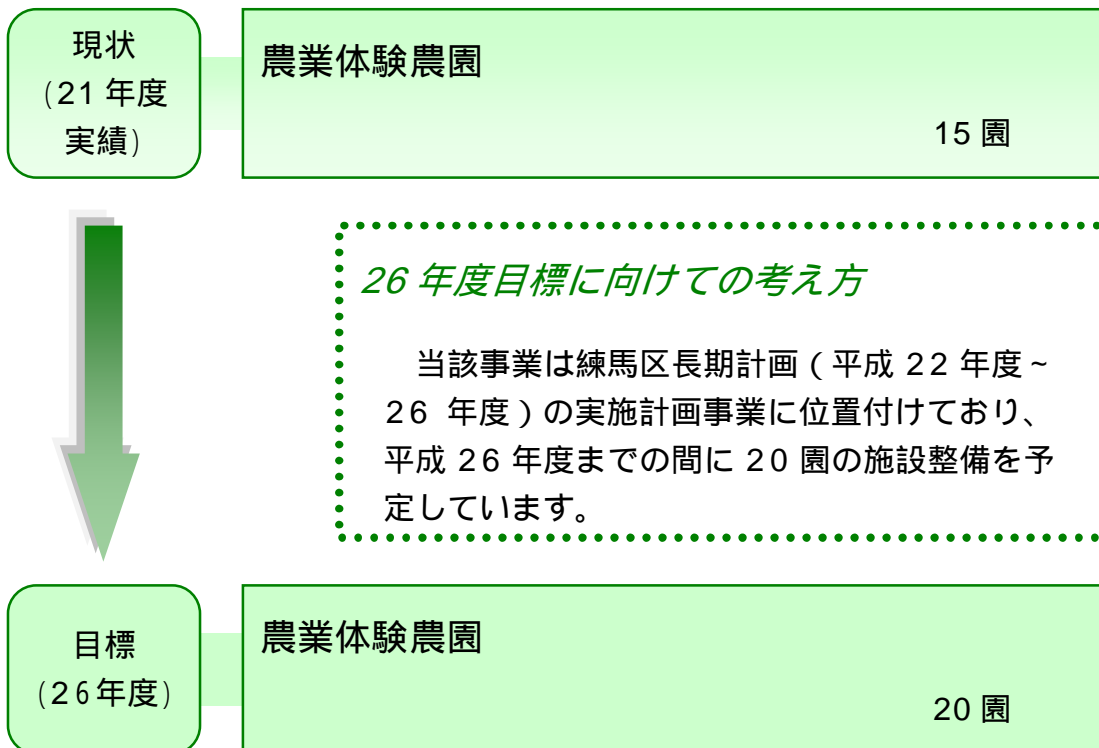 現状
(21年度
実績)
農業体験農園
15園
26年度目標に向けての考え方
当該事業は練馬区長期計画（平成 22年度~
26 年度）の実施計画事業に位置付けており、
平成 26年度までの間に 20園の施設整備を予
定しています。
目標
(26年度)
農業体験農園
20園